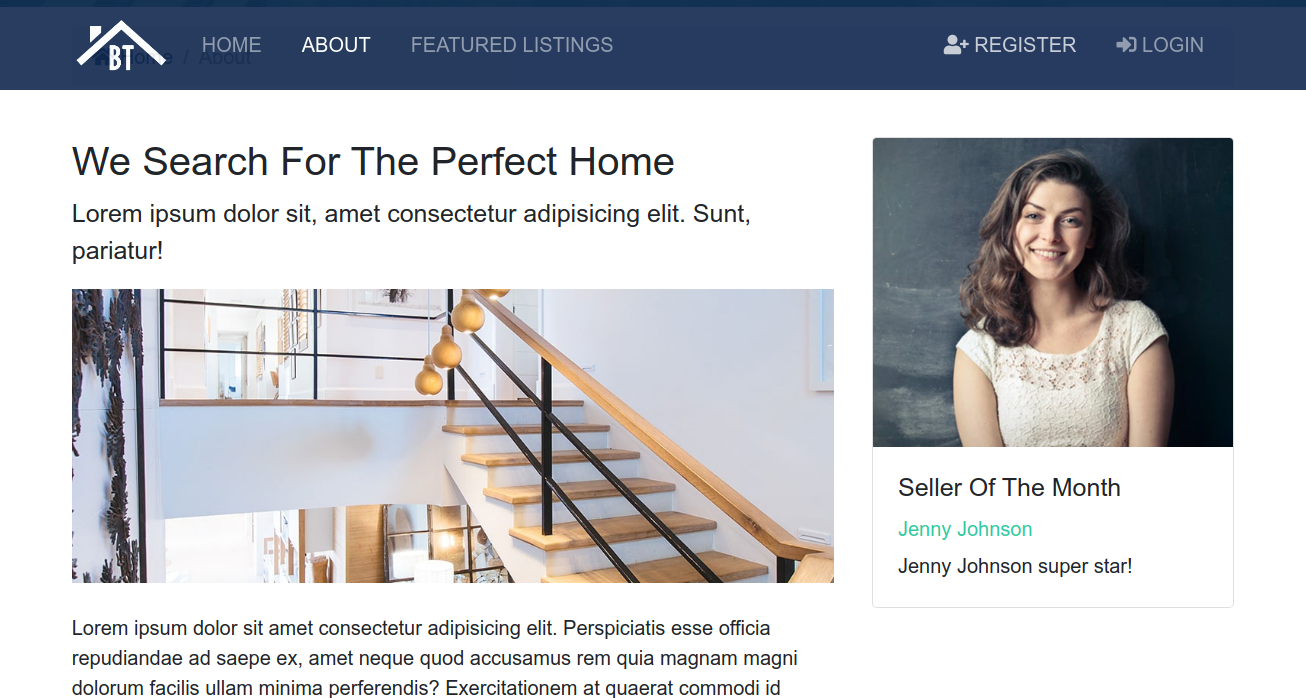 BT
HOME
ABOUT
FEATURED LISTINGS
REGISTER
LOGIN
Home / About
We Search For The Perfect Home
Lorem ipsum dolor sit, amet consectetur adipisicing elit. Sunt,
pariatur!
Seller Of The Month
Jenny Johnson
Jenny Johnson super star!
Lorem ipsum dolor sit amet consectetur adipisicing elit. Perspiciatis esse officia
repudiandae ad saepe ex, amet neque quod accusamus rem quia magnam magni
dolorum facilis ullam minima perferendis? Exercitationem at quaerat commodi id